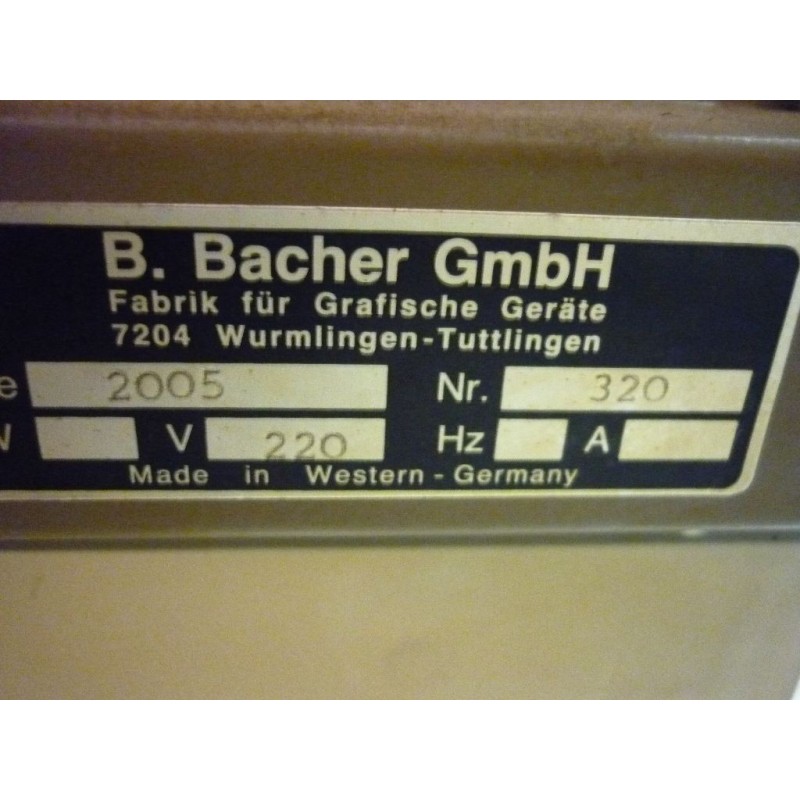 B. Bacher GmbH
Fabrik für Grafische Geräte
7204 Wurmlingen-Tuttlingen
e 2005 Nr. 320
V 220 Hz A
Made in Western - Germany